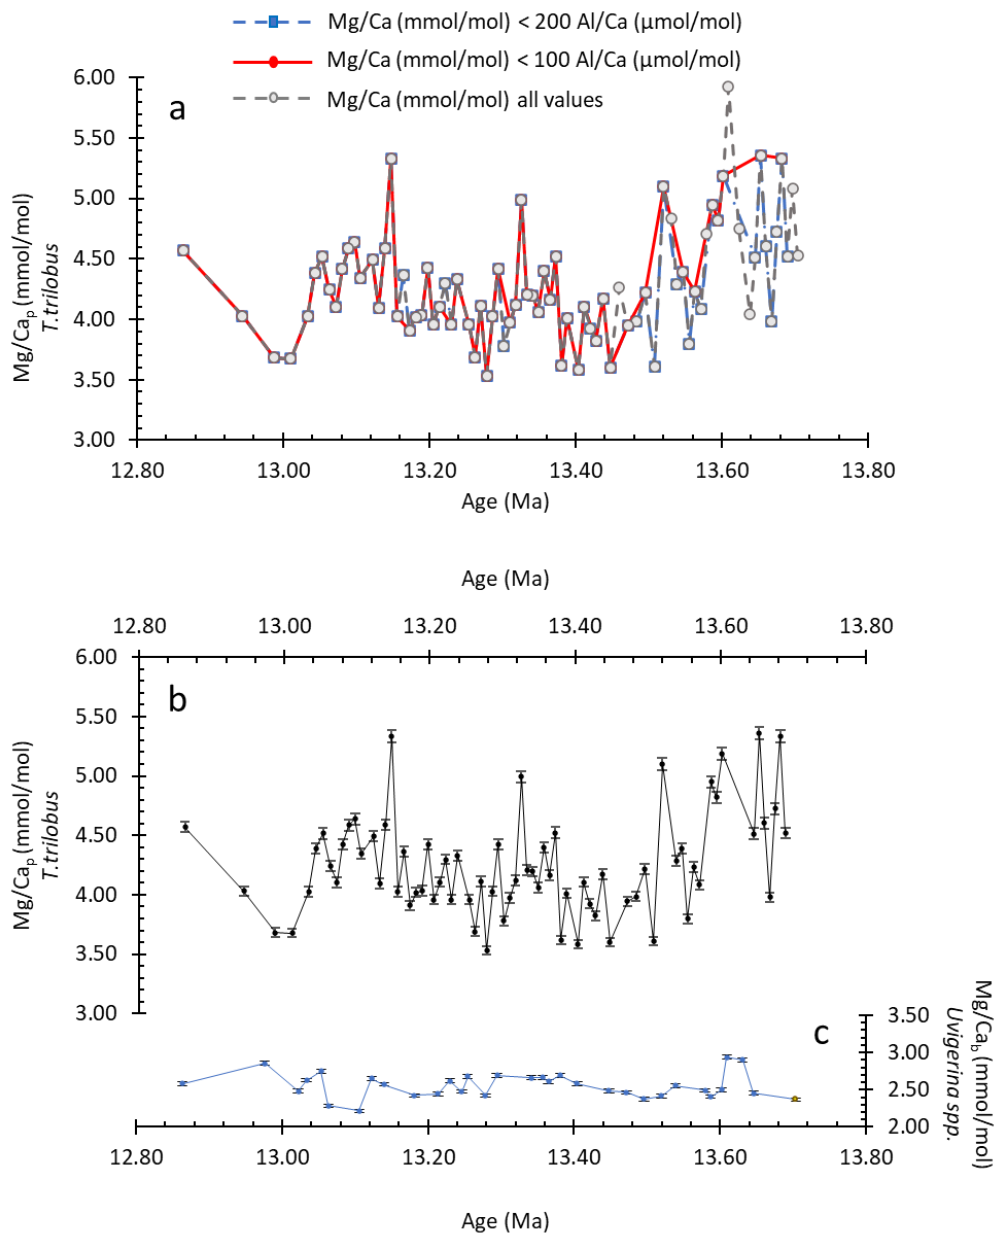 Mg/Ca (mmol/mol) < 200 Al/Ca (µmol/mol)
Mg/Ca (mmol/mol) < 100 Al/Ca (µmol/mol)
Mg/Ca (mmol/mol) all values
a
6.00
5.50
5.00
4.50
4.00
3.50
3.00
Mg/Cap (mmol/mol)
T.trilobus
12.80 13.00 13.20 13.40 13.60 13.80
Age (Ma)
Age (Ma)
12.80 13.00 13.20 13.40 13.60 13.80
b
6.00
5.50
5.00
4.50
4.00
3.50
3.00
Mg/Cap (mmol/mol)
T.trilobus
c
3.50
3.00
2.50
2.00
Mg/Cab (mmol/mol)
Uvigerina spp.
12.80 13.00 13.20 13.40 13.60 13.80
Age (Ma)